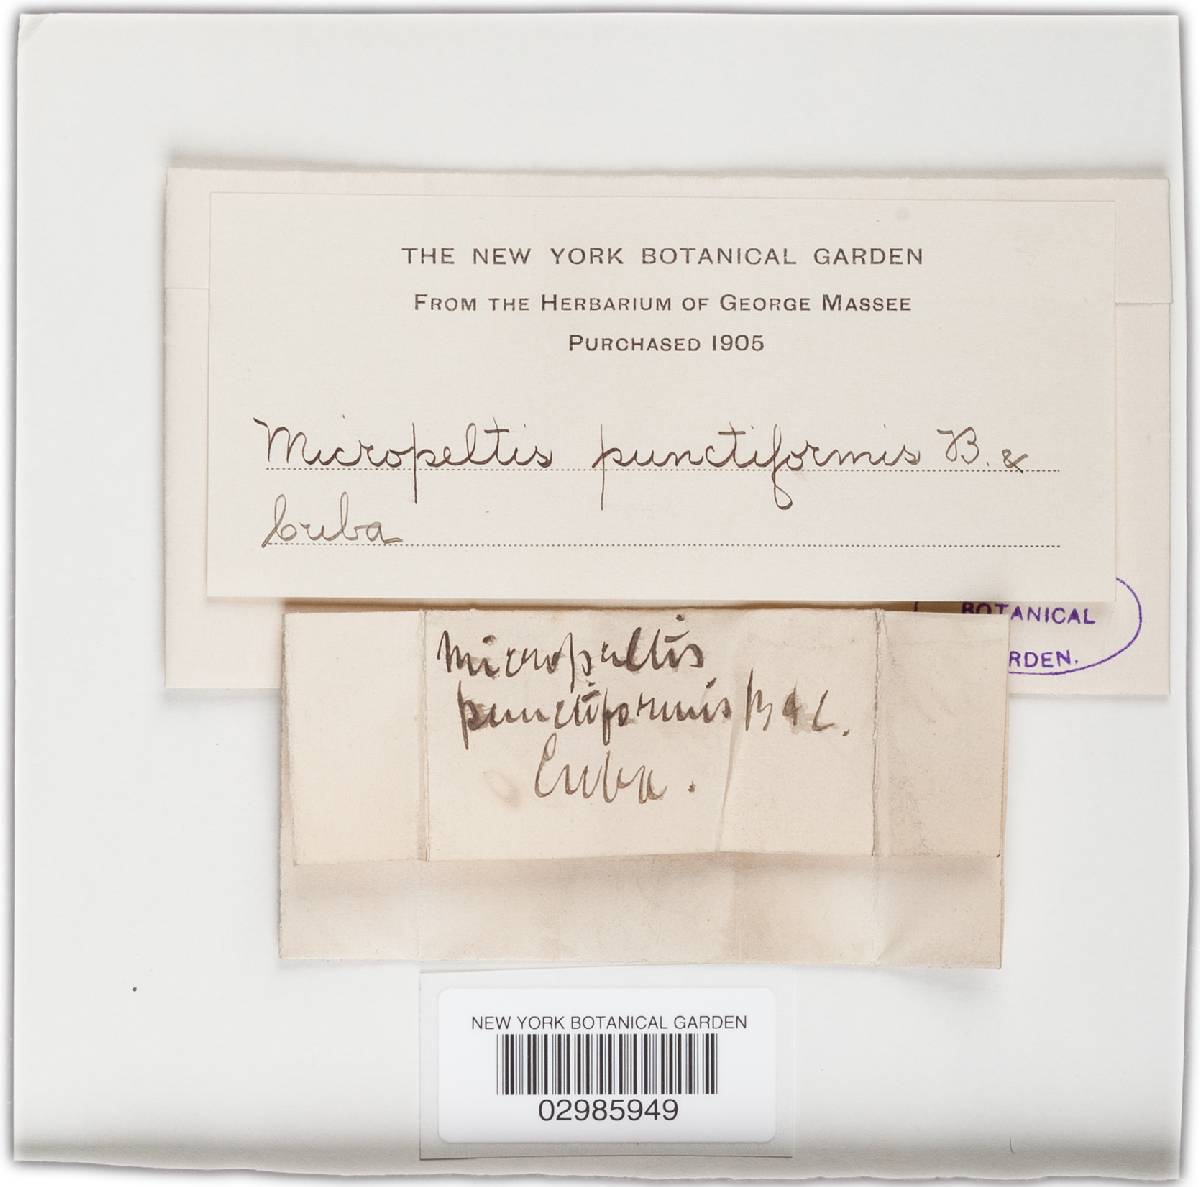 THE NEW YORK BOTANICAL GARDEN
FROM THE HERBARIUM OF GEORGE MASSEE
PURCHASED 1905
Micropeltis punctiformis B. &
Cuba
BOTANICAL
RDEN.
Micropeltis
punctiformis B & C.
Cuba.
NEW YORK BOTANICAL GARDEN
02985949